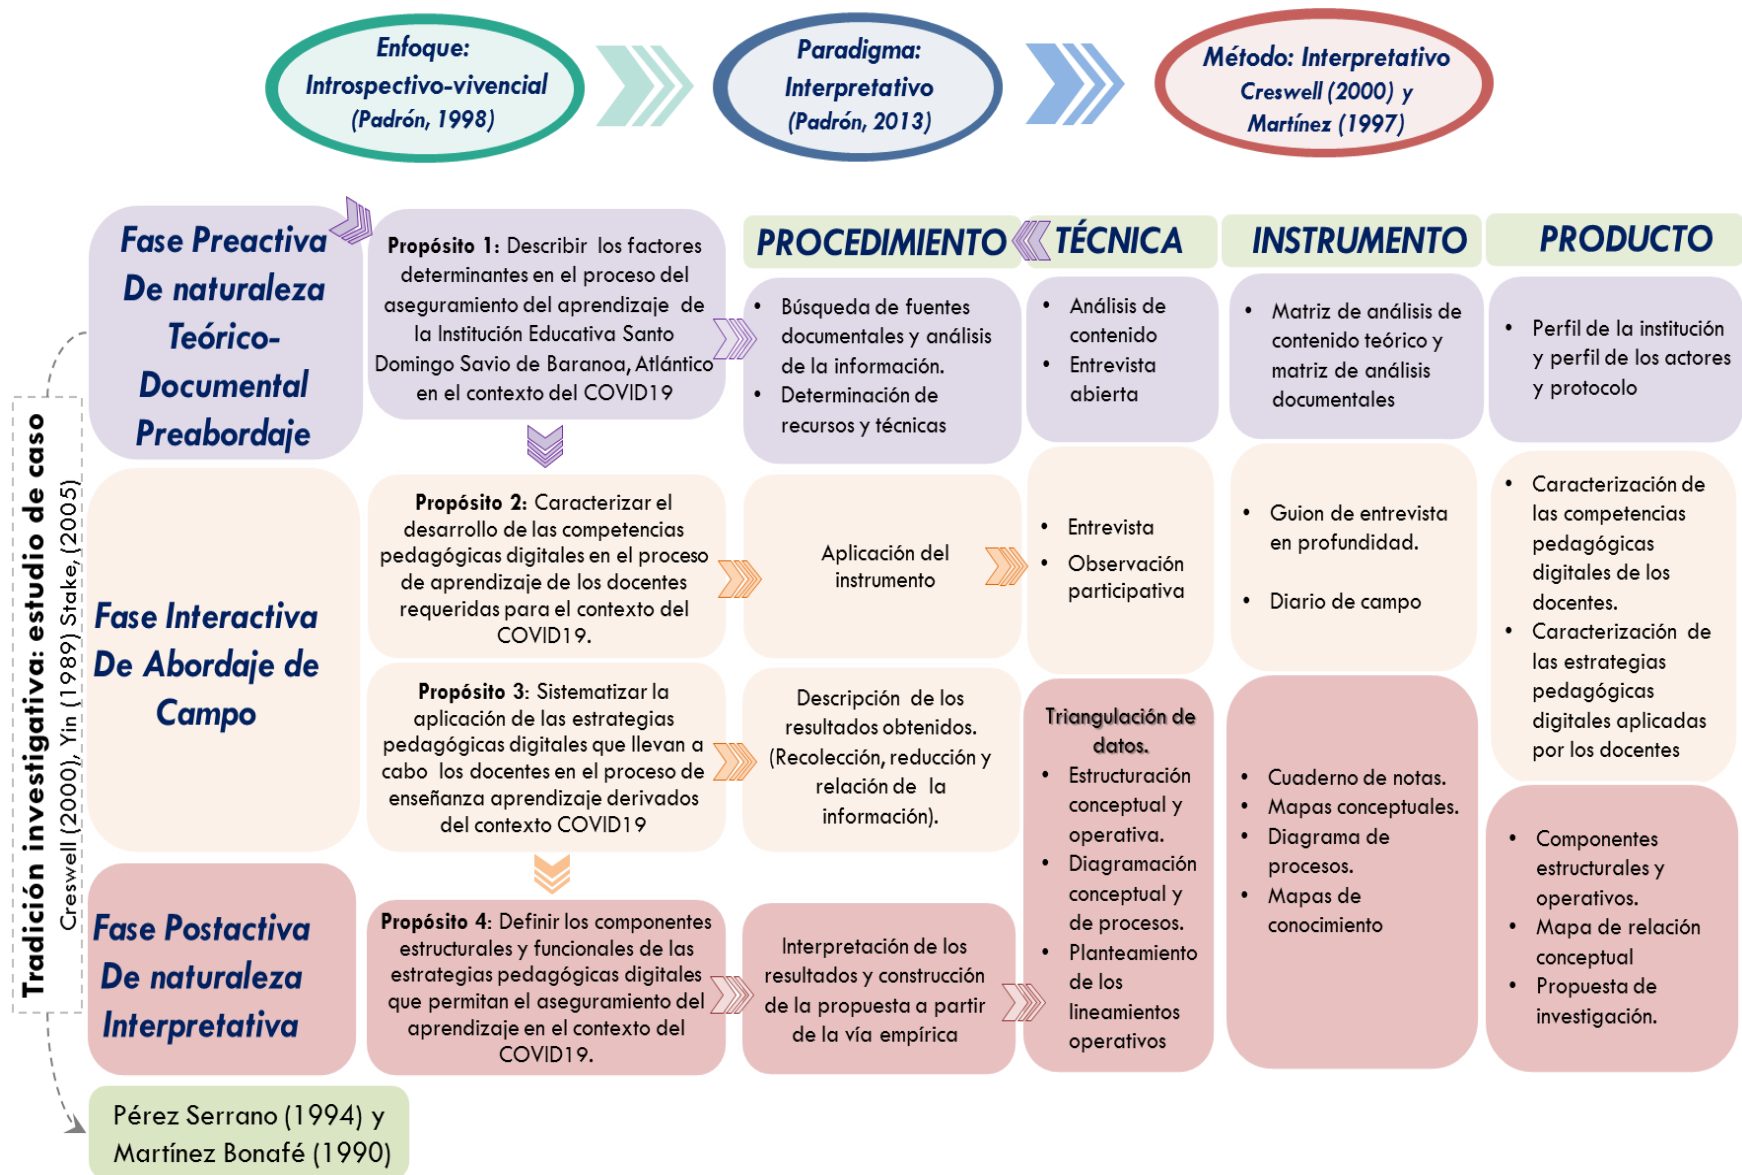 Enfoque:
Introspectivo-vivencial
(Padrón, 1998)
Paradigma:
Interpretativo
(Padrón, 2013)
Método: Interpretativo
Creswell (2000) y
Martínez (1997)
Tradición investigativa: estudio de caso
Creswell (2000), Yin (1989) Stake, (2005)
Fase Preactiva
De naturaleza
Teórico-
Documental
Preabordaje
Propósito 1: Describir los factores
determinantes en el proceso del
aseguramiento del aprendizaje de
la Institución Educativa Santo
Domingo Savio de Baranoa, Atlántico
en el contexto del COVID19
PROCEDIMIENTO
• Búsqueda de fuentes
documentales y análisis
de la información.
• Determinación de
recursos y técnicas
TÉCNICA
• Análisis de
contenido
• Entrevista
abierta
INSTRUMENTO
• Matriz de análisis de
contenido teórico y
matriz de análisis
documentales
PRODUCTO
• Perfil de la institución
y perfil de los actores
y protocolo
Fase Interactiva
De Abordaje de
Campo
Propósito 2: Caracterizar el
desarrollo de las competencias
pedagógicas digitales en el proceso
de aprendizaje de los docentes
requeridas para el contexto del
COVID19.
Aplicación del
instrumento
• Entrevista
• Observación
participativa
• Guion de entrevista
en profundidad.
• Diario de campo
• Caracterización de
las competencias
pedagógicas
digitales de los
docentes.
• Caracterización de
las estrategias
pedagógicas
digitales aplicadas
por los docentes
Propósito 3: Sistematizar la
aplicación de las estrategias
pedagógicas digitales que llevan a
cabo los docentes en el proceso de
enseñanza aprendizaje derivados
del contexto COVID19
Descripción de los
resultados obtenidos.
(Recolección, reducción y
relación de la
información).
Triangulación de
datos.
• Estructuración
conceptual y
operativa.
• Diagramación
conceptual y
de procesos.
• Planteamiento
de los
lineamientos
operativos
• Cuaderno de notas.
• Mapas conceptuales.
• Diagrama de
procesos.
• Mapas de
conocimiento
• Componentes
estructurales y
operativos.
• Mapa de relación
conceptual
• Propuesta de
investigación.
Fase Postactiva
De naturaleza
Interpretativa
Propósito 4: Definir los componentes
estructurales y funcionales de las
estrategias pedagógicas digitales
que permitan el aseguramiento del
aprendizaje en el contexto del
COVID19.
Interpretación de los
resultados y construcción
de la propuesta a partir
de la vía empírica
Pérez Serrano (1994) y
Martínez Bonafé (1990)